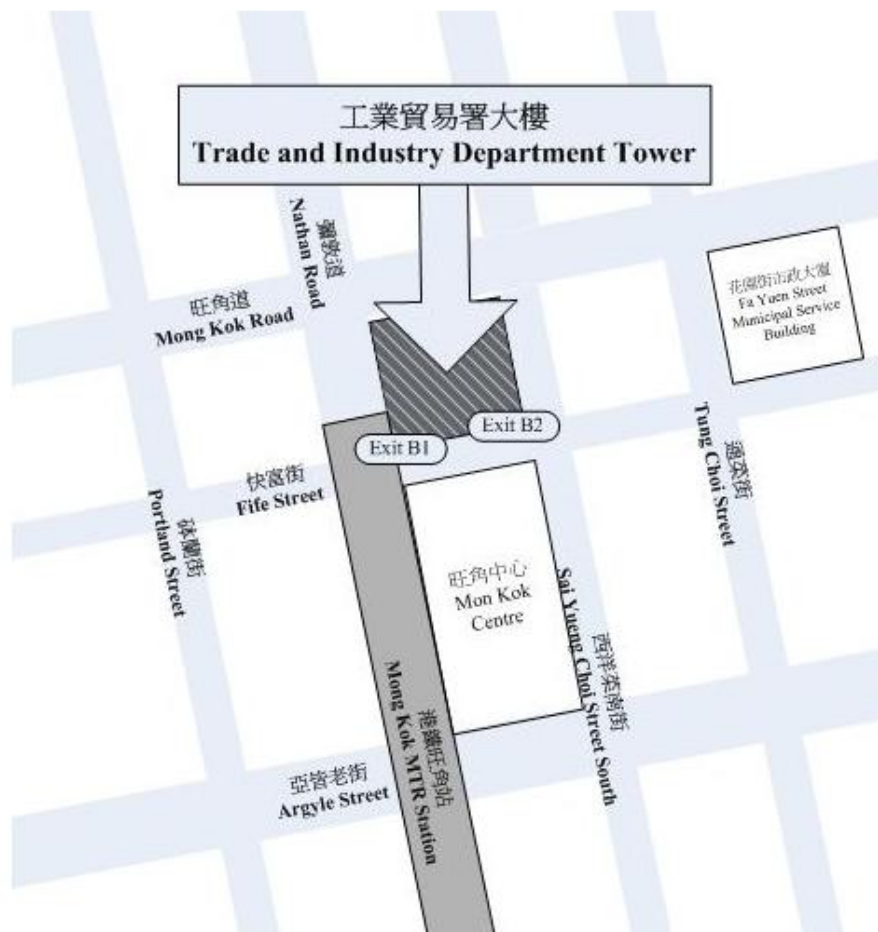 工業貿易署大樓
Trade and Industry Department Tower
彌敦道
Nathan Road
旺角道
Mong Kok Road
花園街市政大廈
Fa Yuen Street
Municipal Service
Building
Exit B1
Exit B2
快富街
Fife Street
砵蘭街
Portland Street
通菜街
Tung Choi Street
旺角中心
Mon Kok
Centre
西洋菜南街
Sai Yueng Choi Street South
港鐵旺角站
Mong Kok MTR Station
亞皆老街
Argyle Street